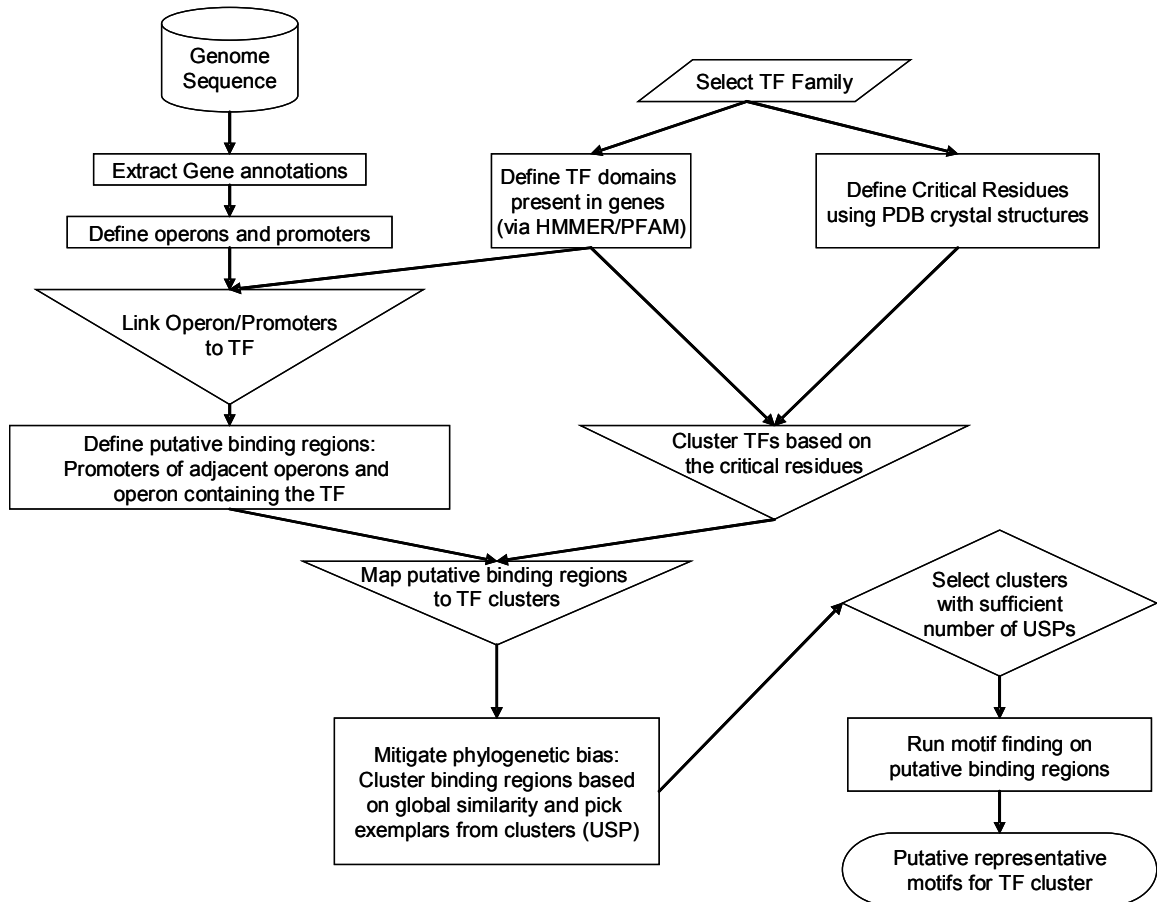 Genome
Sequence
Select TF Family
Extract Gene annotations
Define TF domains
present in genes
(via HMMER/PFAM)
Define Critical Residues
using PDB crystal structures
Define operons and promoters
Link Operon/Promoters
to TF
Define putative binding regions:
Promoters of adjacent operons and
operon containing the TF
Cluster TFs based on
the critical residues
Map putative binding regions
to TF clusters
Select clusters
with sufficient
number of USPs
Mitigate phylogenetic bias:
Cluster binding regions based
on global similarity and pick
exemplars from clusters (USP)
Run motif finding on
putative binding regions
Putative representative
motifs for TF cluster